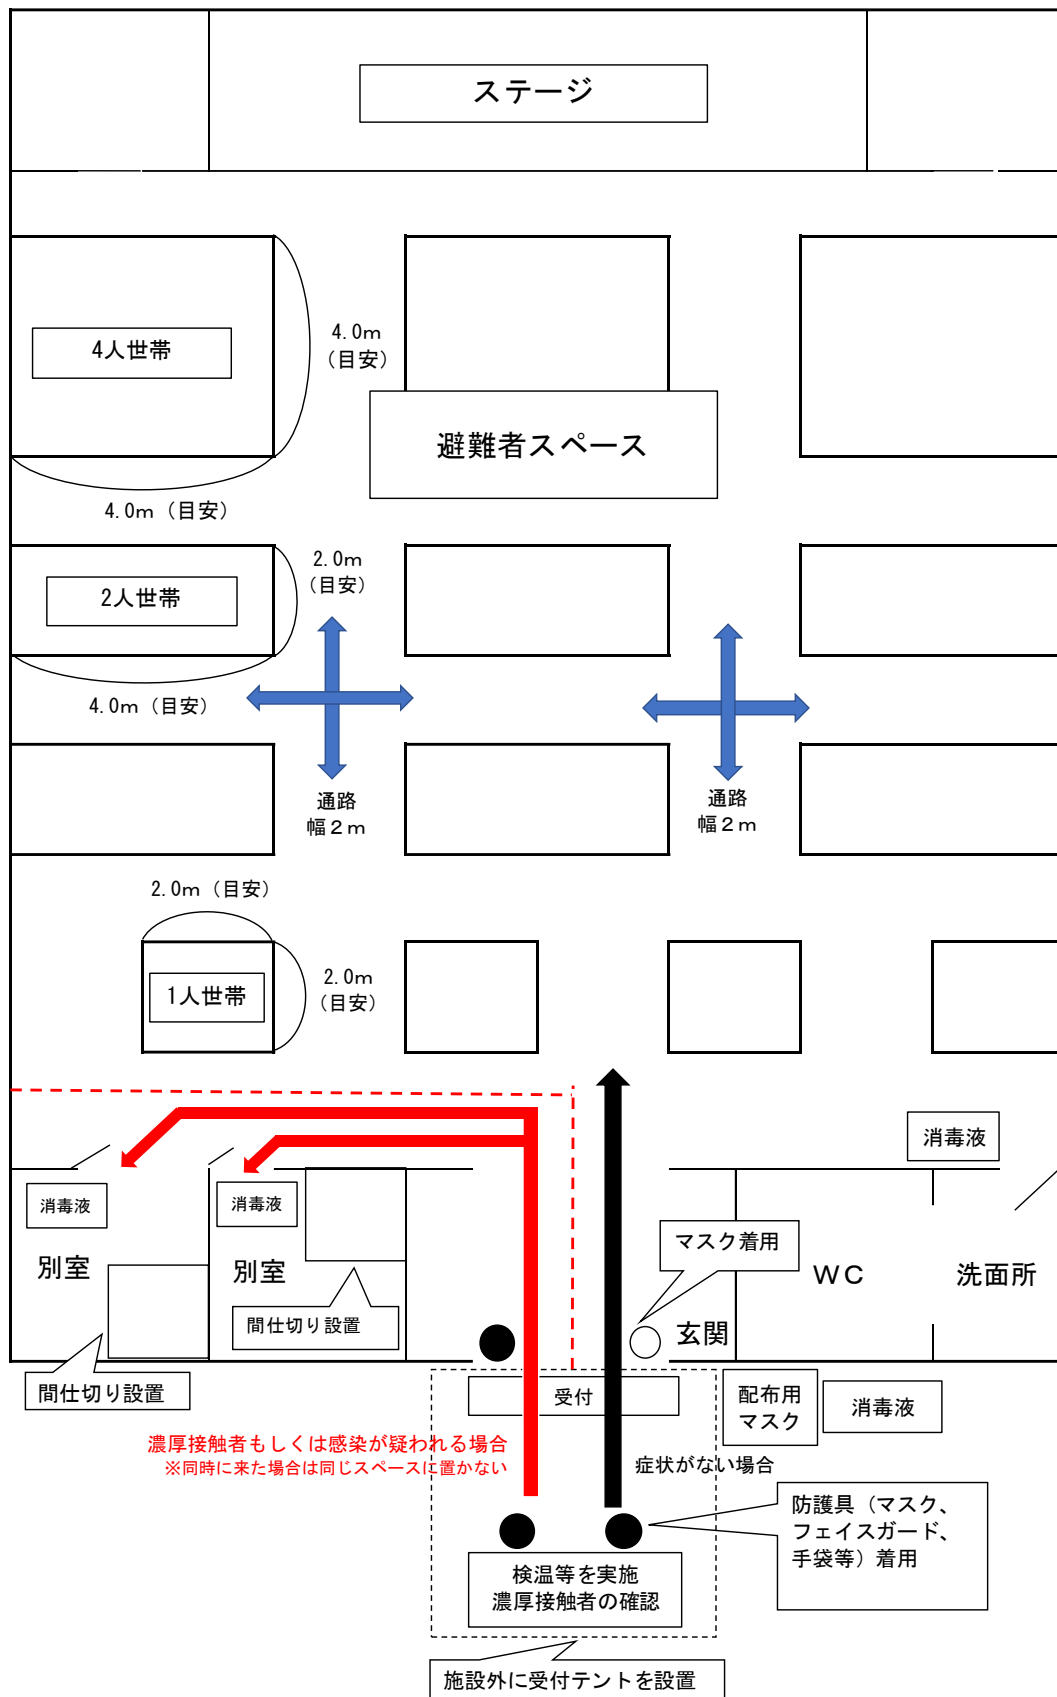 ステージ
4人世帯
4.0m
（目安）
避難者スペース
4.0m（目安）
2.0m
（目安）
2人世帯
4.0m（目安）
通路
幅２ｍ
通路
幅２ｍ
2.0m（目安）
2.0m
（目安）
1人世帯
消毒液
消毒液
消毒液
マスク着用
別室
別室
ＷＣ
洗面所
間仕切り設置
玄関
間仕切り設置
受付
配布用
マスク
消毒液
濃厚接触者もしくは感染が疑われる場合
※同時に来た場合は同じスペースに置かない
症状がない場合
防護具（マスク、
フェイスガード、
手袋等）着用
検温等を実施
濃厚接触者の確認
施設外に受付テントを設置